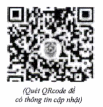 (Quét QRcode để
có thông tin cập nhật)